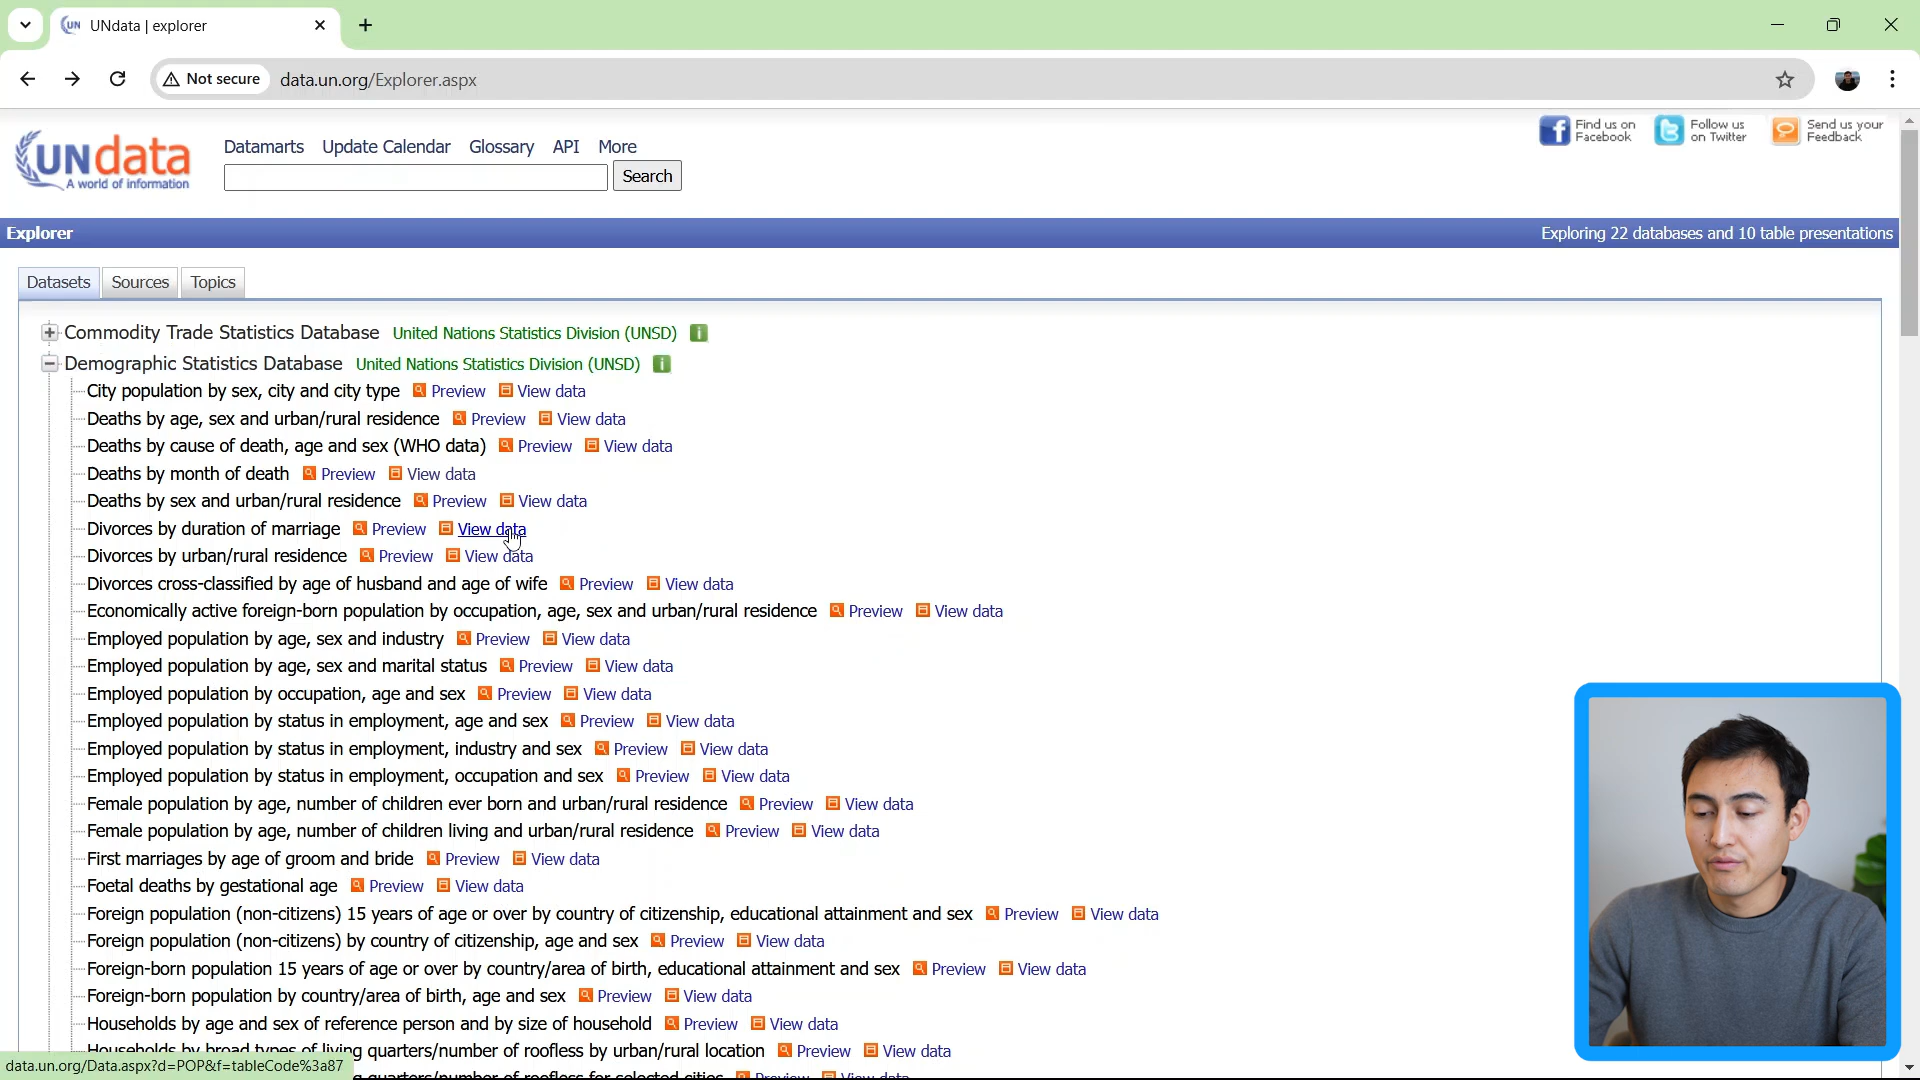 UNdata | explorer
Not secure
data.un.org/Explorer.aspx
UNdata
A world of information
Datamarts Update Calendar Glossary API More
Search
Find us on Facebook
Follow us on Twitter
Send us your Feedback
Explorer
Exploring 22 databases and 10 table presentations
Datasets Sources Topics
Commodity Trade Statistics Database United Nations Statistics Division (UNSD)
Demographic Statistics Database United Nations Statistics Division (UNSD)
City population by sex, city and city type Preview View data
Deaths by age, sex and urban/rural residence Preview View data
Deaths by cause of death, age and sex (WHO data) Preview View data
Deaths by month of death Preview View data
Deaths by sex and urban/rural residence Preview View data
Divorces by duration of marriage Preview View data
Divorces by urban/rural residence Preview View data
Divorces cross-classified by age of husband and age of wife Preview View data
Economically active foreign-born population by occupation, age, sex and urban/rural residence Preview View data
Employed population by age, sex and industry Preview View data
Employed population by age, sex and marital status Preview View data
Employed population by occupation, age and sex Preview View data
Employed population by status in employment, age and sex Preview View data
Employed population by status in employment, industry and sex Preview View data
Employed population by status in employment, occupation and sex Preview View data
Female population by age, number of children ever born and urban/rural residence Preview View data
Female population by age, number of children living and urban/rural residence Preview View data
First marriages by age of groom and bride Preview View data
Foetal deaths by gestational age Preview View data
Foreign population (non-citizens) 15 years of age or over by country of citizenship, educational attainment and sex Preview View data
Foreign population (non-citizens) by country of citizenship, age and sex Preview View data
Foreign-born population 15 years of age or over by country/area of birth, educational attainment and sex Preview View data
Foreign-born population by country/area of birth, age and sex Preview View data
Households by age and sex of reference person and by size of household Preview View data
Households by broad types of living quarters/number of roofless by urban/rural location Preview View data
quarters/number of roofless for selected cities Preview View data
data.un.org/Data.aspx?d=POP&f=tableCode%3a87